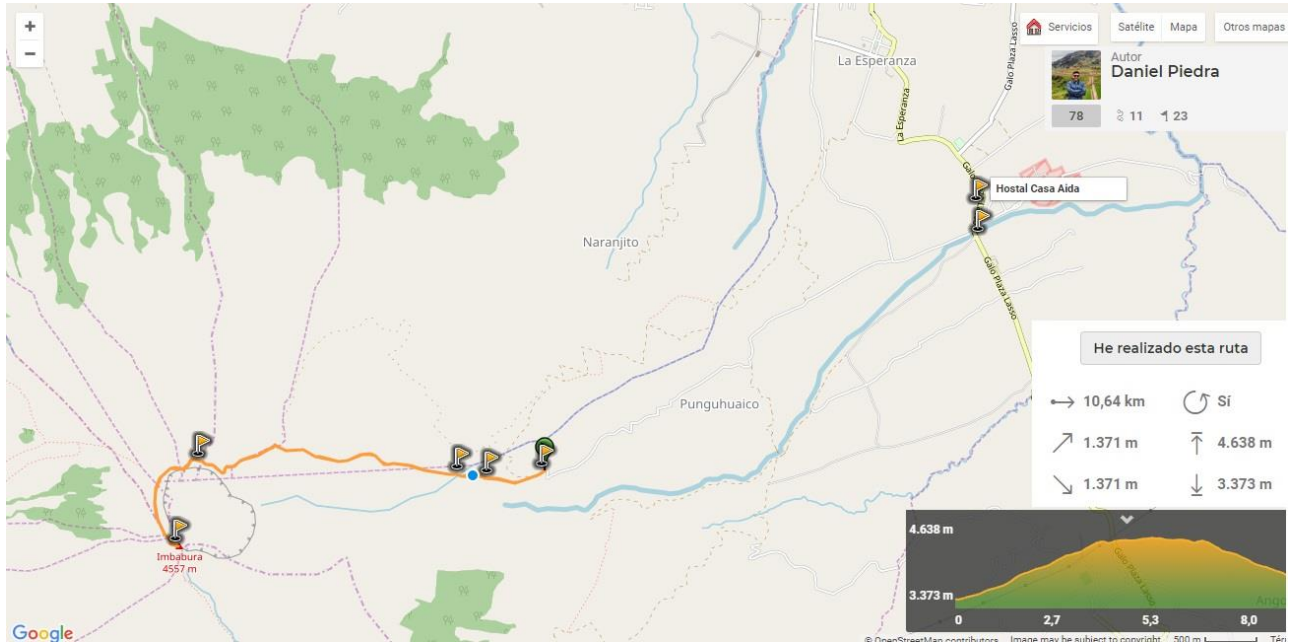 +
−
Servicios
Satélite
Mapa
Otros mapas
Autor
Daniel Piedra
78
11
23
La Esperanza
La Esperanza
Galo Plaza Lasso
Hostal Casa Aida
Galo Plaza Lasso
Naranjito
Punguhuaico
He realizado esta ruta
10,64 km
Sí
1.371 m
4.638 m
1.371 m
3.373 m
Imbabura
4557 m
4.638 m
3.373 m
Galo Plaza Lasso
0
2,7
5,3
8,0
Google
© OpenStreetMap contributors
Image may be subject to copyright
500 m